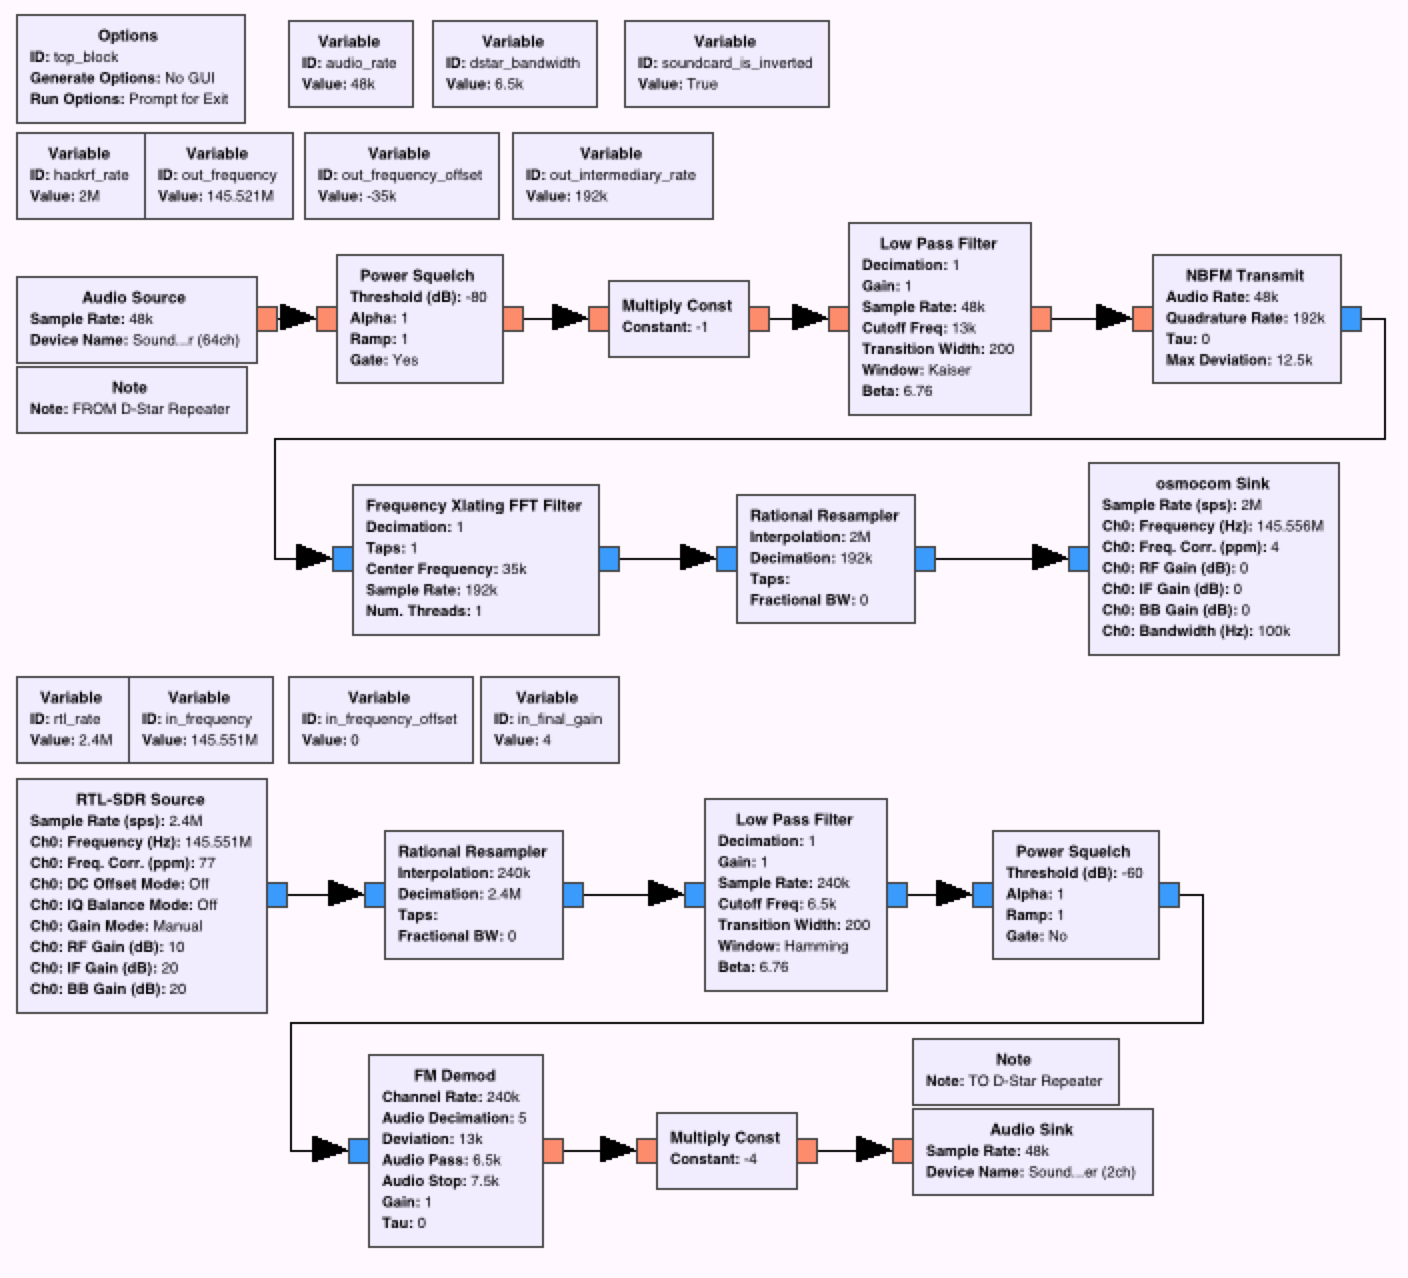 Options
ID: top_block
Generate Options: No GUI
Run Options: Prompt for Exit
Variable
ID: audio_rate
Value: 48k
Variable
ID: dstar_bandwidth
Value: 6.5k
Variable
ID: soundcard_is_inverted
Value: True
Variable
ID: hackrf_rate
Value: 2M
Variable
ID: out_frequency
Value: 145.521M
Variable
ID: out_frequency_offset
Value: -35k
Variable
ID: out_intermediary_rate
Value: 192k
Audio Source
Sample Rate: 48k
Device Name: Sound...r (64ch)
Note
Note: FROM D-Star Repeater
Power Squelch
Threshold (dB): -80
Alpha: 1
Ramp: 1
Gate: Yes
Multiply Const
Constant: -1
Low Pass Filter
Decimation: 1
Gain: 1
Sample Rate: 48k
Cutoff Freq: 13k
Transition Width: 200
Window: Kaiser
Beta: 6.76
NBFM Transmit
Audio Rate: 48k
Quadrature Rate: 192k
Tau: 0
Max Deviation: 12.5k
Frequency Xlating FFT Filter
Decimation: 1
Taps: 1
Center Frequency: 35k
Sample Rate: 192k
Num. Threads: 1
Rational Resampler
Interpolation: 2M
Decimation: 192k
Taps:
Fractional BW: 0
osmocom Sink
Sample Rate (sps): 2M
Ch0: Frequency (Hz): 145.556M
Ch0: Freq. Corr. (ppm): 4
Ch0: RF Gain (dB): 0
Ch0: IF Gain (dB): 0
Ch0: BB Gain (dB): 0
Ch0: Bandwidth (Hz): 100k
Variable
ID: rtl_rate
Value: 2.4M
Variable
ID: in_frequency
Value: 145.551M
Variable
ID: in_frequency_offset
Value: 0
Variable
ID: in_final_gain
Value: 4
RTL-SDR Source
Sample Rate (sps): 2.4M
Ch0: Frequency (Hz): 145.551M
Ch0: Freq. Corr. (ppm): 77
Ch0: DC Offset Mode: Off
Ch0: IQ Balance Mode: Off
Ch0: Gain Mode: Manual
Ch0: RF Gain (dB): 10
Ch0: IF Gain (dB): 20
Ch0: BB Gain (dB): 20
Rational Resampler
Interpolation: 240k
Decimation: 2.4M
Taps:
Fractional BW: 0
Low Pass Filter
Decimation: 1
Gain: 1
Sample Rate: 240k
Cutoff Freq: 6.5k
Transition Width: 200
Window: Hamming
Beta: 6.76
Power Squelch
Threshold (dB): -60
Alpha: 1
Ramp: 1
Gate: No
FM Demod
Channel Rate: 240k
Audio Decimation: 5
Deviation: 13k
Audio Pass: 6.5k
Audio Stop: 7.5k
Gain: 1
Tau: 0
Multiply Const
Constant: -4
Note
Note: TO D-Star Repeater
Audio Sink
Sample Rate: 48k
Device Name: Sound...er (2ch)